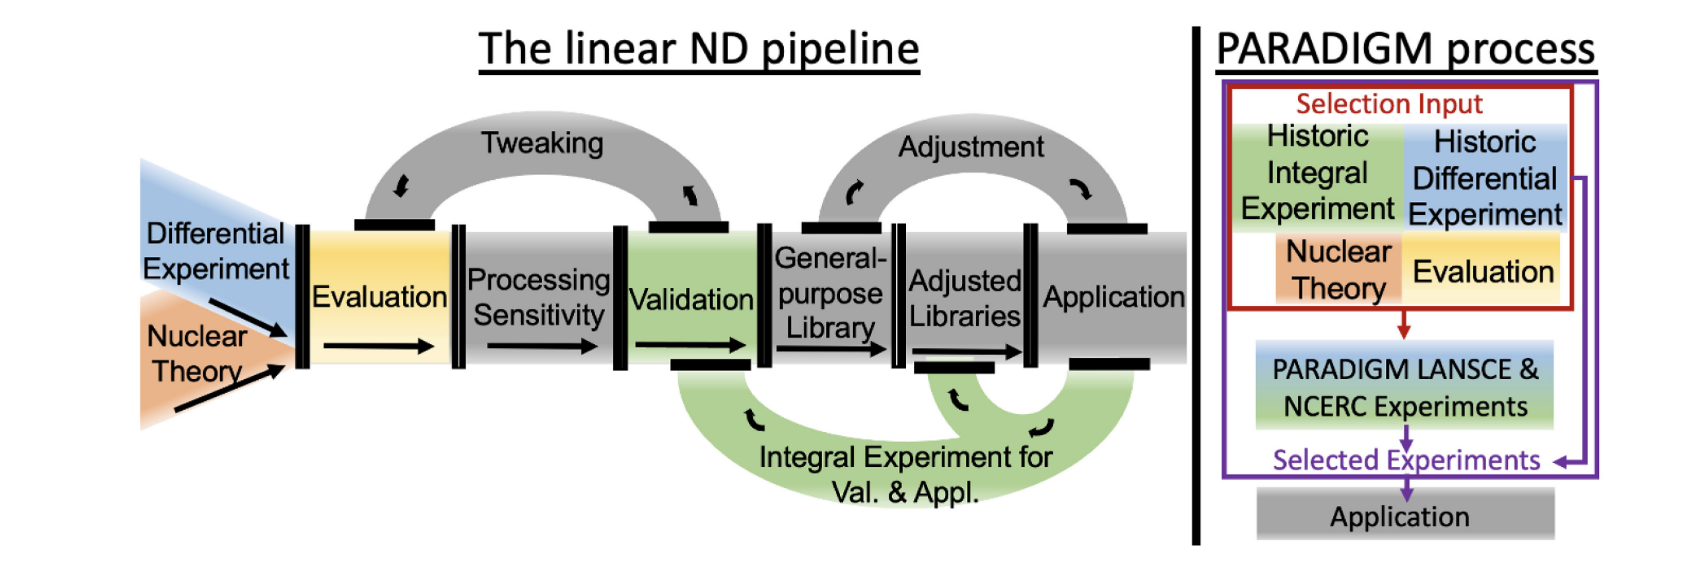 The linear ND pipeline
Tweaking
Adjustment
Differential
Experiment
Nuclear
Theory
Evaluation
Processing
Sensitivity
Validation
General-
purpose
Library
Adjusted
Libraries
Application
Integral Experiment for
Val. & Appl.
PARADIGM process
Selection Input
Historic
Integral
Experiment
Historic
Differential
Experiment
Nuclear
Theory
Evaluation
PARADIGM LANSCE &
NCERC Experiments
Selected Experiments
Application